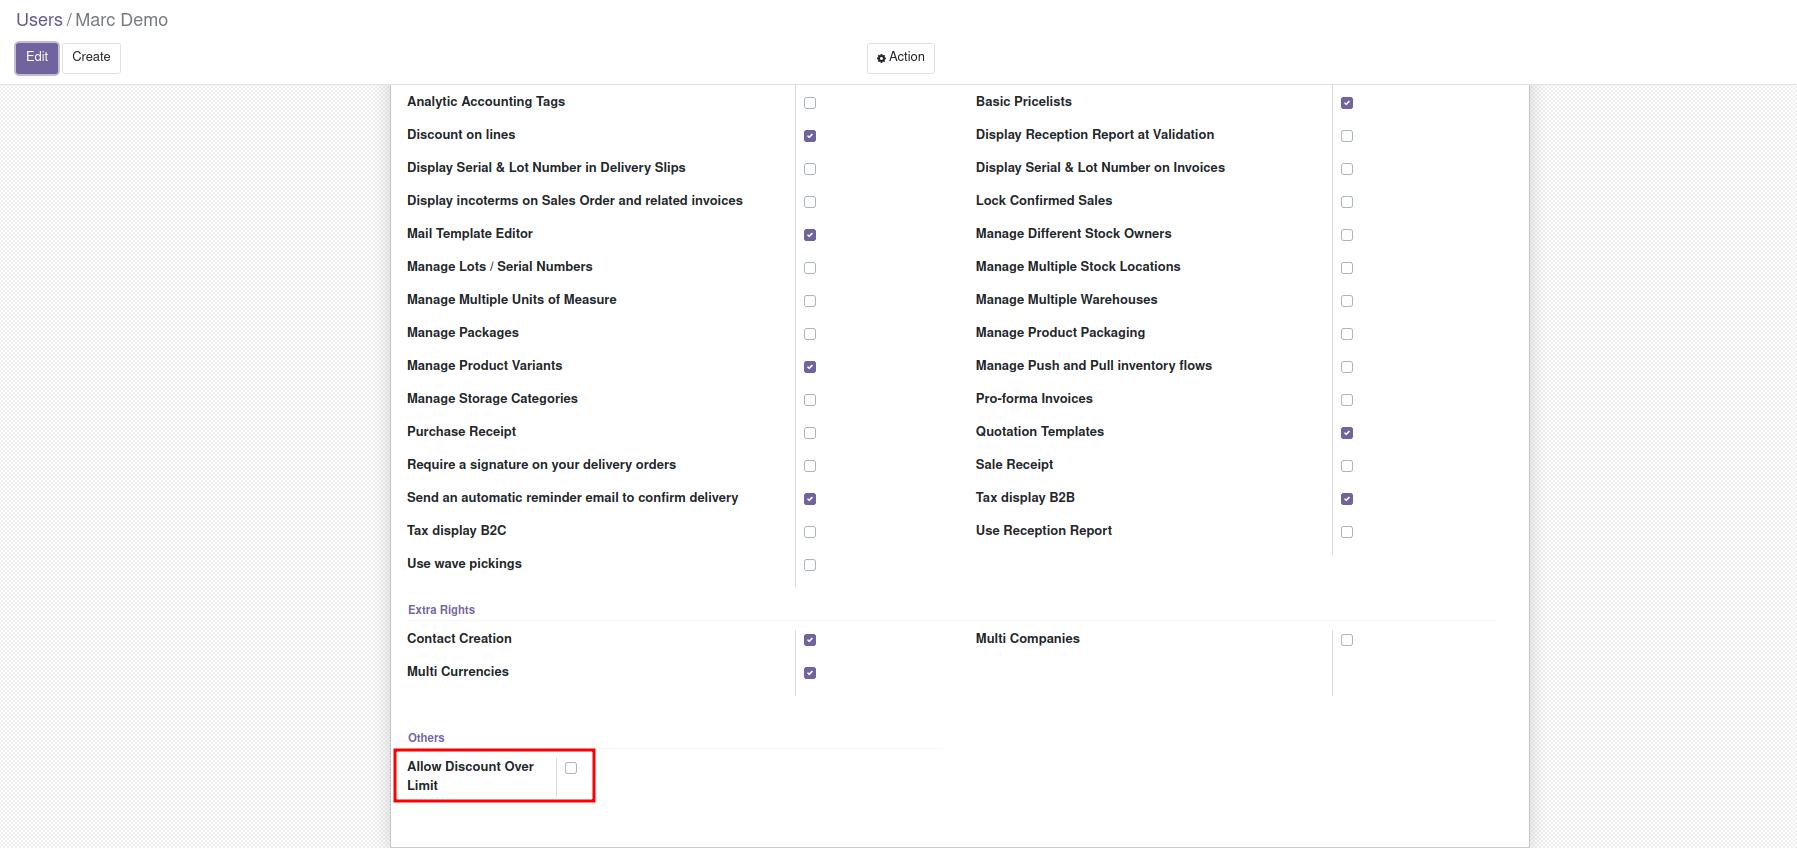 Users / Marc Demo
Edit Create Action
Analytic Accounting Tags Basic Pricelists
Discount on lines Display Reception Report at Validation
Display Serial & Lot Number in Delivery Slips Display Serial & Lot Number on Invoices
Display incoterms on Sales Order and related invoices Lock Confirmed Sales
Mail Template Editor Manage Different Stock Owners
Manage Lots / Serial Numbers Manage Multiple Stock Locations
Manage Multiple Units of Measure Manage Multiple Warehouses
Manage Packages Manage Product Packaging
Manage Product Variants Manage Push and Pull inventory flows
Manage Storage Categories Pro-forma Invoices
Purchase Receipt Quotation Templates
Require a signature on your delivery orders Sale Receipt
Send an automatic reminder email to confirm delivery Tax display B2B
Tax display B2C Use Reception Report
Use wave pickings
Extra Rights
Contact Creation Multi Companies
Multi Currencies
Others
Allow Discount Over
Limit